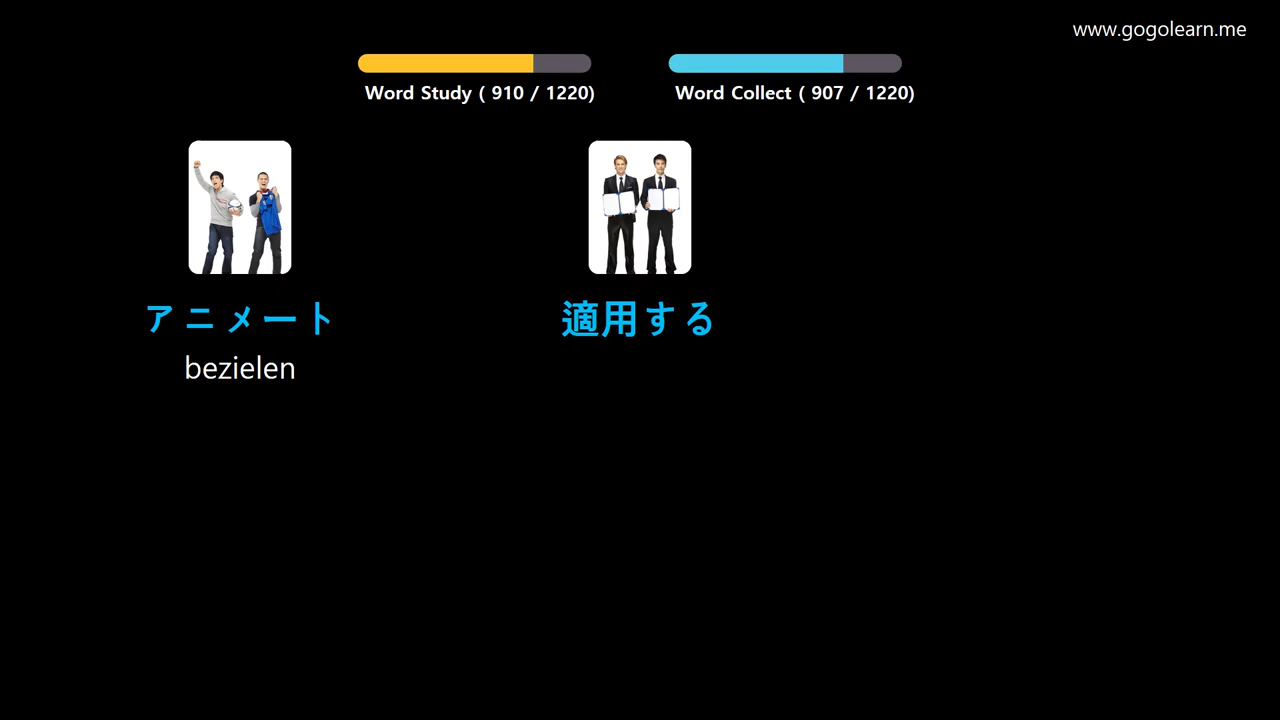 www.gogolearn.me
Word Study ( 910 / 1220)
Word Collect ( 907 / 1220)
アニメート
適用する
bezielen